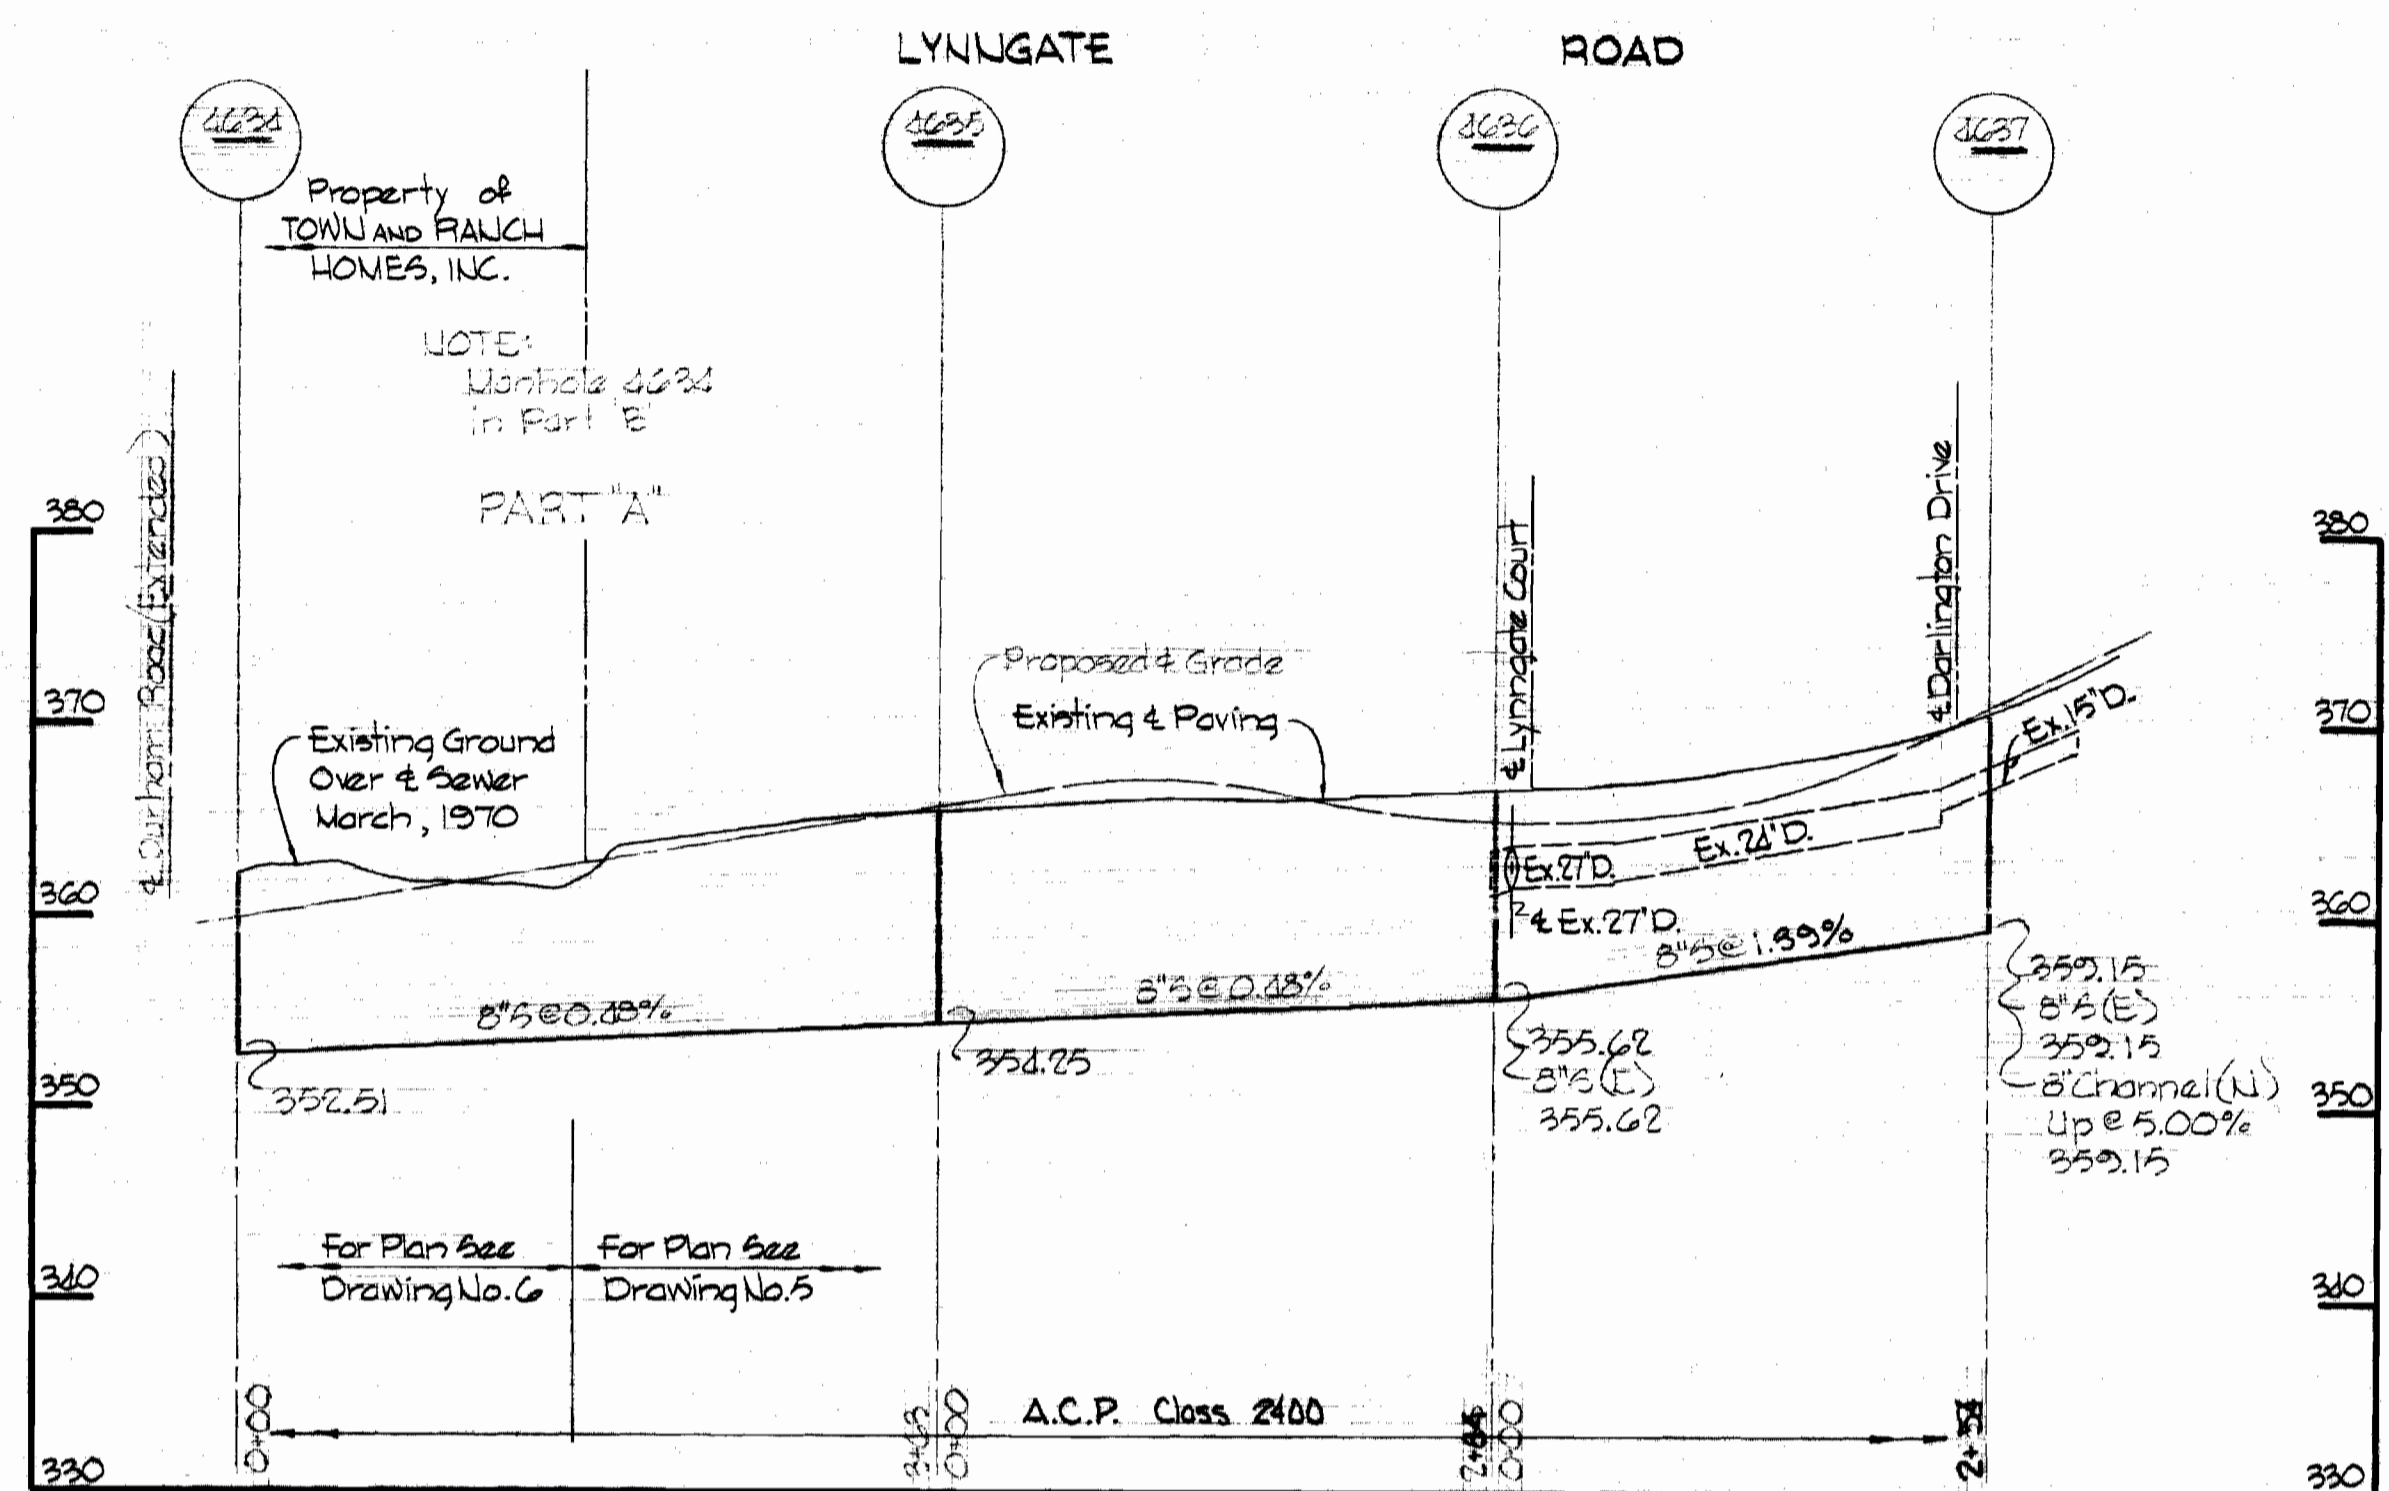 LYNNGATE ROAD
4634
4635
4636
4637
Property of
TOWN AND RANCH
HOMES, INC.
NOTE:
Manhole 4634
in Part "B"
PART "A"
380
370
360
350
340
330
℄ Durham Road (Extended)
Existing Ground
Over ℄ Sewer
March, 1970
Proposed ℄ Grade
Existing ℄ Paving
℄ Lynngate Court
℄ Darlington Drive
Ex. 15" D.
Ex. 24" D.
Ex. 27" D.
℄ Ex. 27" D.
8"S @ 0.48%
8"S @ 0.48%
8"S @ 1.39%
352.51
354.25
355.62
8"S (E)
355.62
359.15
8"S (E)
359.15
8" Channel (N)
Up @ 5.00%
359.15
For Plan See
Drawing No. 6
For Plan See
Drawing No. 5
0+00
3+63
0+00
A.C.P. Class 2400
0+00
2+54
380
370
360
350
340
330